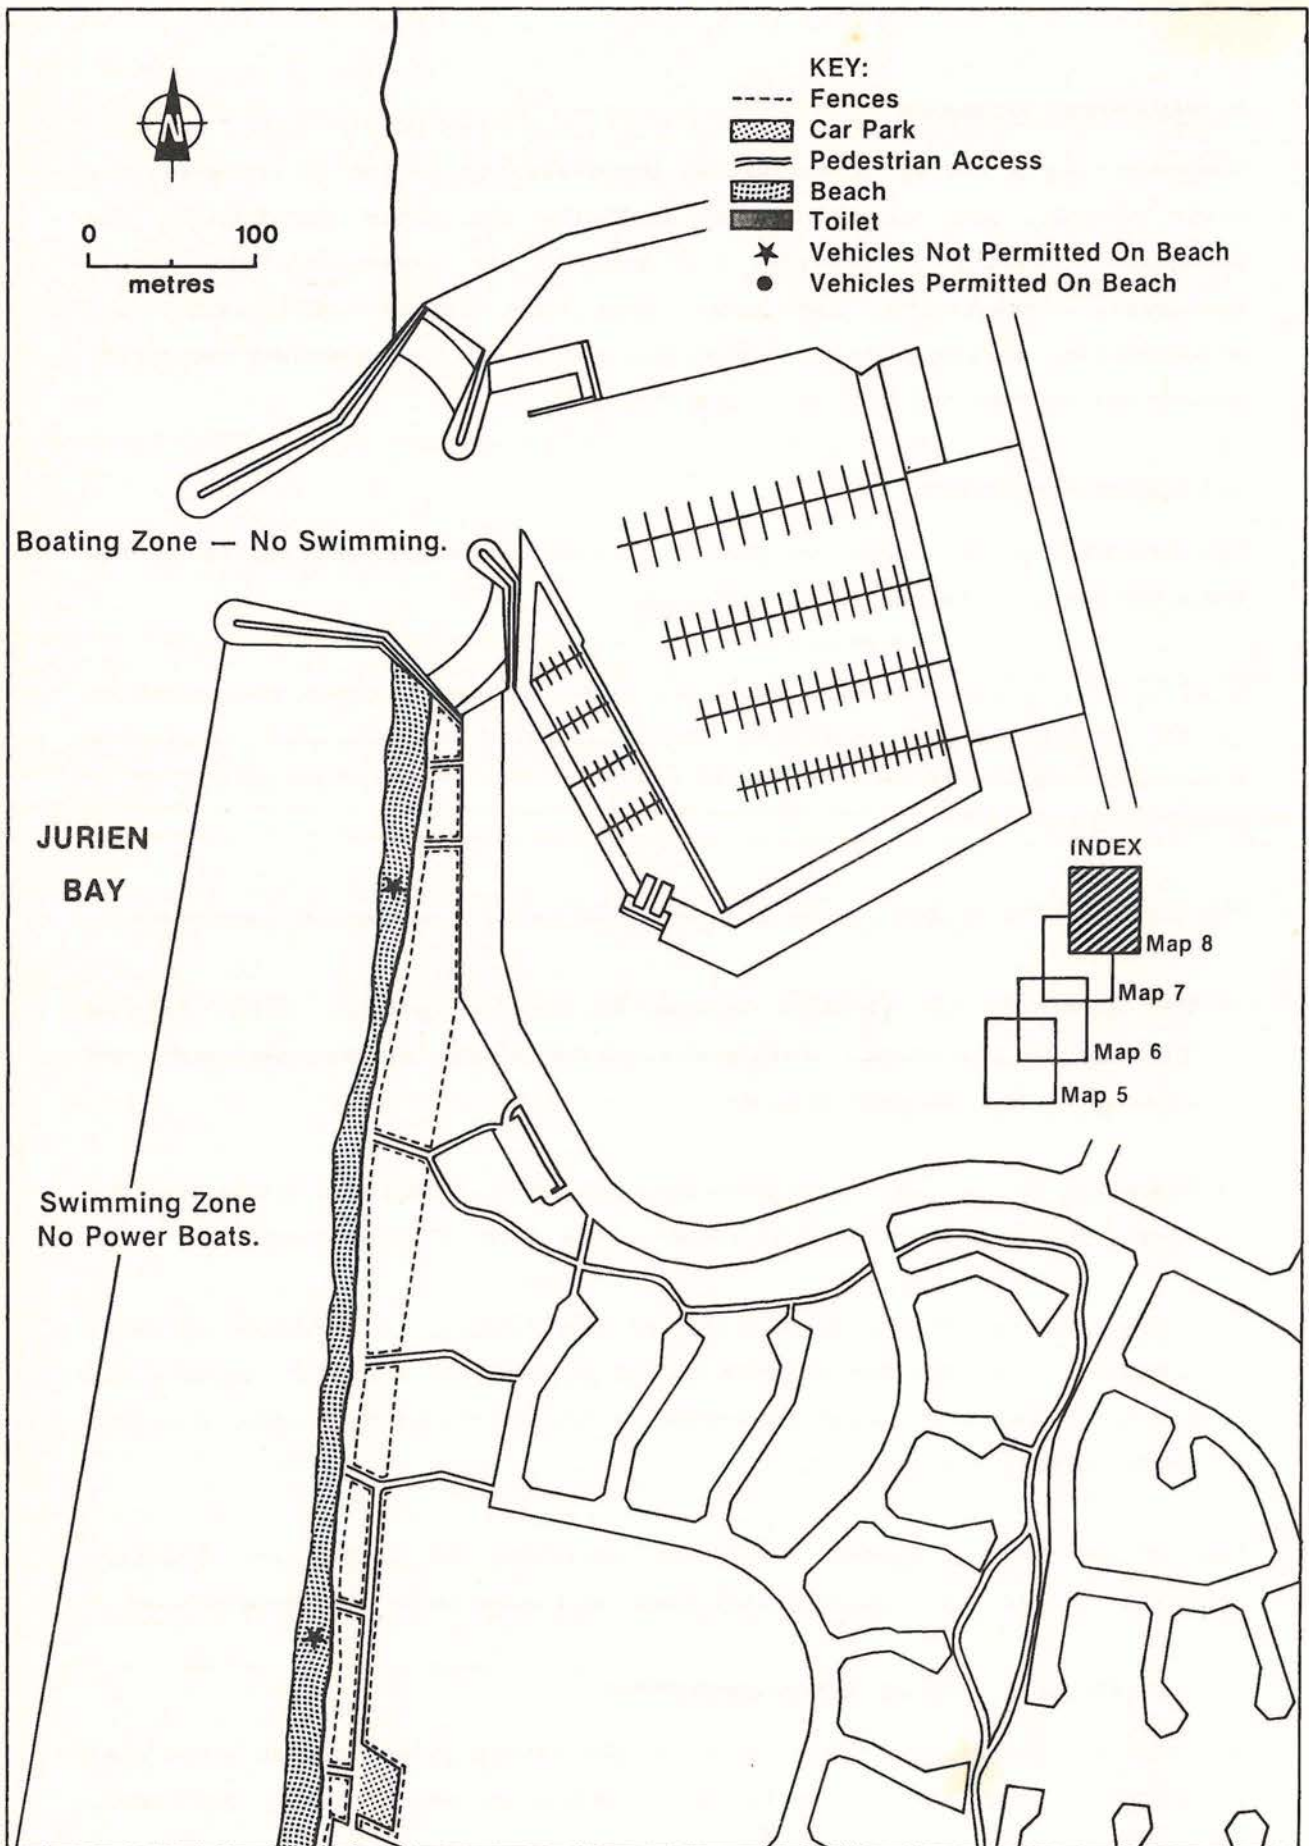 N
0 100
metres
KEY:
Fences
Car Park
Pedestrian Access
Beach
Toilet
Vehicles Not Permitted On Beach
Vehicles Permitted On Beach
Boating Zone — No Swimming.
JURIEN
BAY
INDEX
Map 8
Map 7
Map 6
Map 5
Swimming Zone
No Power Boats.